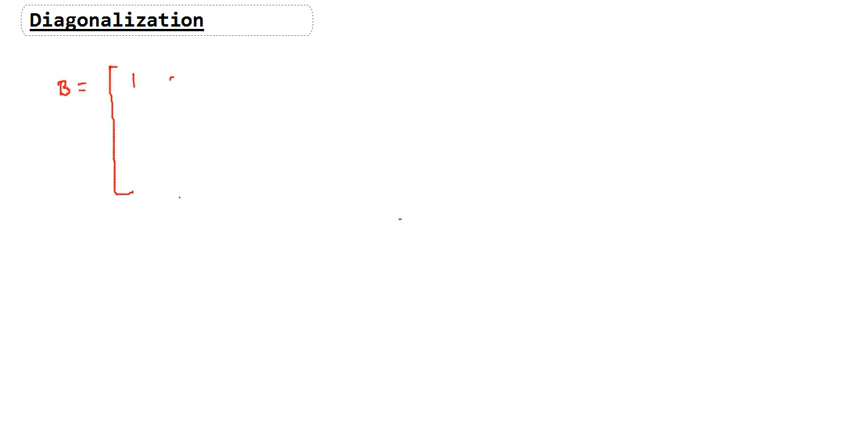 Diagonalization
B = [ 1